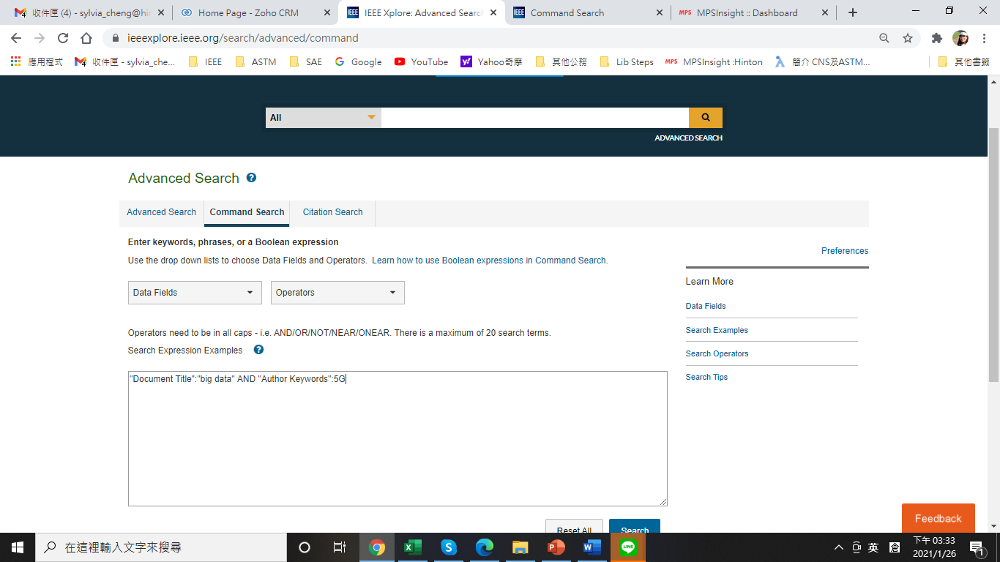 收件匣 (4) - sylvia_cheng@hin
Home Page - Zoho CRM
IEEE IEEE Xplore: Advanced Search
IEEE Command Search
MPS MPSInsight :: Dashboard
ieeexplore.ieee.org/search/advanced/command
應用程式
4 收件匣 - sylvia_che...
IEEE
ASTM
SAE
Google
YouTube
Yahoo奇摩
其他公務
Lib Steps
MPS MPSInsight :Hinton
簡介 CNS及ASTM...
其他書籤
All
ADVANCED SEARCH
Advanced Search ?
Advanced Search
Command Search
Citation Search
Enter keywords, phrases, or a Boolean expression
Use the drop down lists to choose Data Fields and Operators. Learn how to use Boolean expressions in Command Search.
Preferences
Learn More
Data Fields
Operators
Data Fields
Search Examples
Search Operators
Search Tips
Operators need to be in all caps - i.e. AND/OR/NOT/NEAR/ONEAR. There is a maximum of 20 search terms.
Search Expression Examples ?
"Document Title":"big data" AND "Author Keywords":5G
Reset All
Search
Feedback
在這裡輸入文字來搜尋
英
倉
下午 03:33
2021/1/26
1